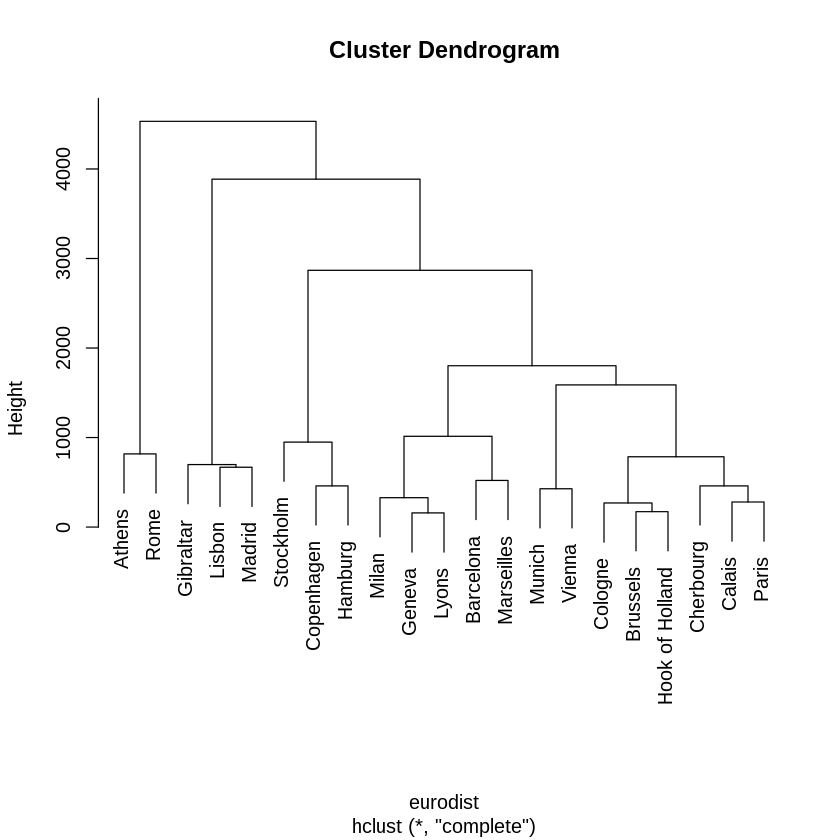 Cluster Dendrogram
Height
0
1000
2000
3000
4000
Athens
Rome
Gibraltar
Lisbon
Madrid
Stockholm
Copenhagen
Hamburg
Milan
Geneva
Lyons
Barcelona
Marseilles
Munich
Vienna
Cologne
Brussels
Hook of Holland
Cherbourg
Calais
Paris
eurodist
hclust (*, "complete")